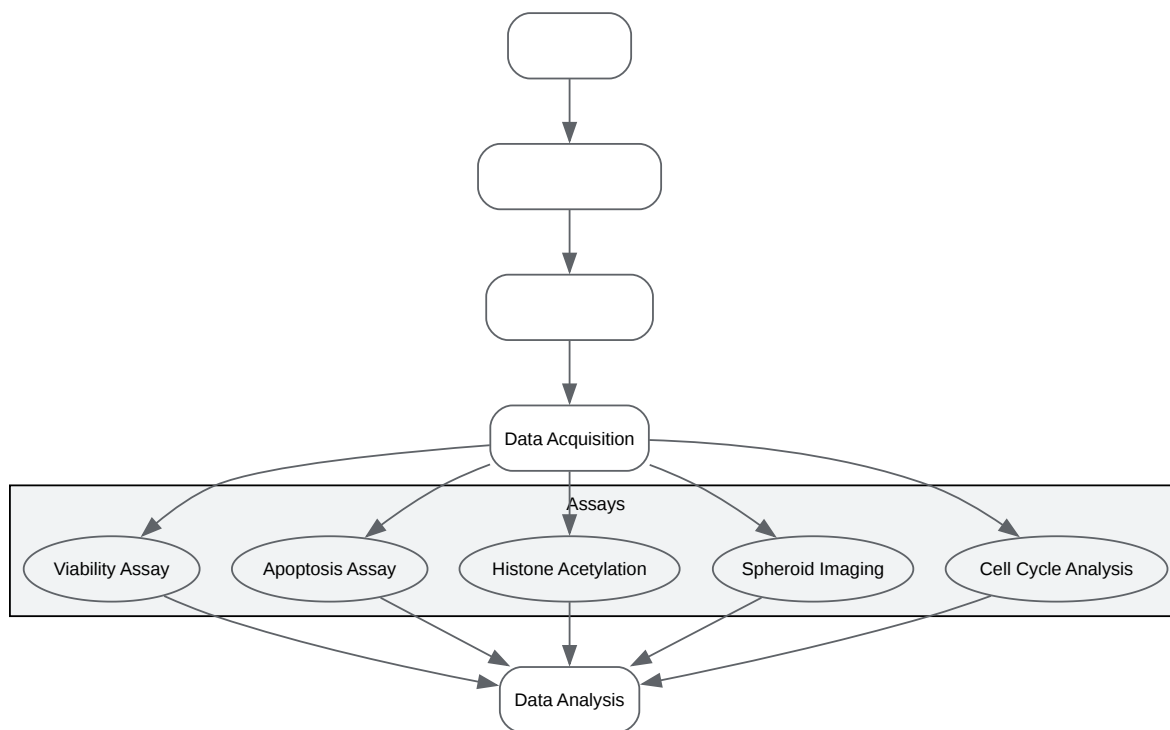 Data Acquisition
Assays
Viability Assay
Apoptosis Assay
Histone Acetylation
Spheroid Imaging
Cell Cycle Analysis
Data Analysis